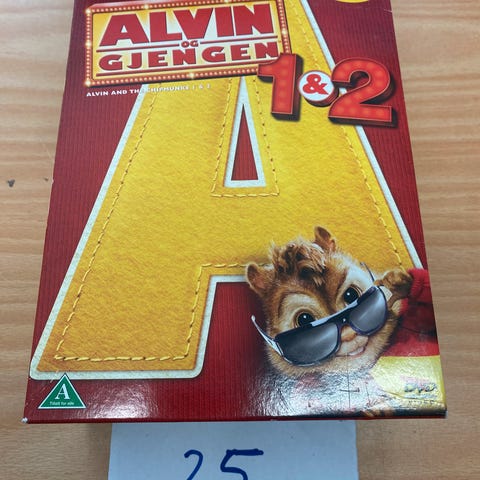 ALVIN
OG
GJENGEN
1&2
ALVIN AND THE CHIPMUNKS 1 & 2
A
A
Tillatt for alle
DVD
25